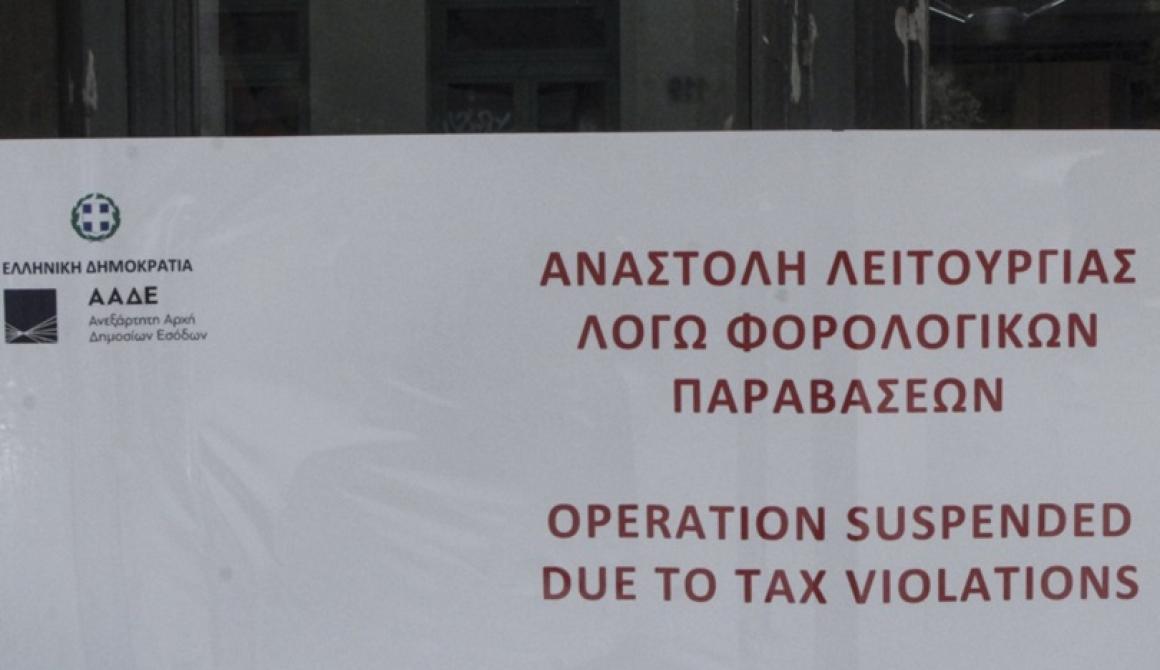 ΕΛΛΗΝΙΚΗ ΔΗΜΟΚΡΑΤΙΑ
ΑΑΔΕ
Ανεξάρτητη Αρχή
Δημοσίων Εσόδων
ΑΝΑΣΤΟΛΗ ΛΕΙΤΟΥΡΓΙΑΣ
ΛΟΓΩ ΦΟΡΟΛΟΓΙΚΩΝ
ΠΑΡΑΒΑΣΕΩΝ
OPERATION SUSPENDED
DUE TO TAX VIOLATIONS